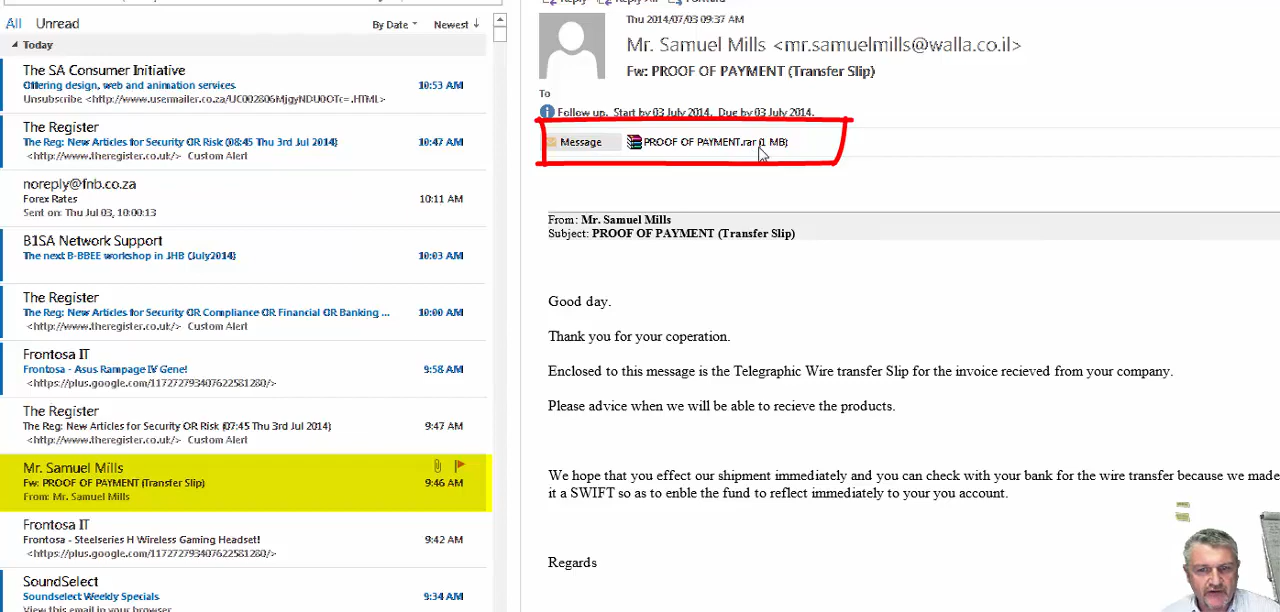 All Unread By Date Newest ↓
Today
The SA Consumer Initiative
Offering design, web and animation services 10:53 AM
Unsubscribe <http://www.usermailer.co.za/UC002806MjgyNDU0OTc=.HTML>
The Register
The Reg: New Articles for Security OR Risk (08:45 Thu 3rd Jul 2014) 10:47 AM
<http://www.theregister.co.uk/> Custom Alert
noreply@fnb.co.za
Forex Rates 10:11 AM
Sent on: Thu Jul 03, 10:00:13
B1SA Network Support
The next B-BBEE workshop in JHB (July2014) 10:03 AM
The Register
The Reg: New Articles for Security OR Compliance OR Financial OR Banking ... 10:00 AM
<http://www.theregister.co.uk/> Custom Alert
Frontosa IT
Frontosa - Asus Rampage IV Gene! 9:58 AM
<https://plus.google.com/117272793407622581280/>
The Register
The Reg: New Articles for Security OR Risk (07:45 Thu 3rd Jul 2014) 9:47 AM
<http://www.theregister.co.uk/> Custom Alert
Mr. Samuel Mills
Fw: PROOF OF PAYMENT (Transfer Slip) 9:46 AM
From: Mr. Samuel Mills
Frontosa IT
Frontosa - Steelseries H Wireless Gaming Headset! 9:42 AM
<https://plus.google.com/117272793407622581280/>
SoundSelect
Soundselect Weekly Specials 9:34 AM
View this email in your browser
Reply Reply All Forward
Thu 2014/07/03 09:37 AM
Mr. Samuel Mills <mr.samuelmills@walla.co.il>
Fw: PROOF OF PAYMENT (Transfer Slip)
To
Follow up. Start by 03 July 2014. Due by 03 July 2014.
Message PROOF OF PAYMENT.rar (1 MB)
From: Mr. Samuel Mills
Subject: PROOF OF PAYMENT (Transfer Slip)
Good day.
Thank you for your coperation.
Enclosed to this message is the Telegraphic Wire transfer Slip for the invoice recieved from your company.
Please advice when we will be able to recieve the products.
We hope that you effect our shipment immediately and you can check with your bank for the wire transfer because we made
it a SWIFT so as to enble the fund to reflect immediately to your you account.
Regards